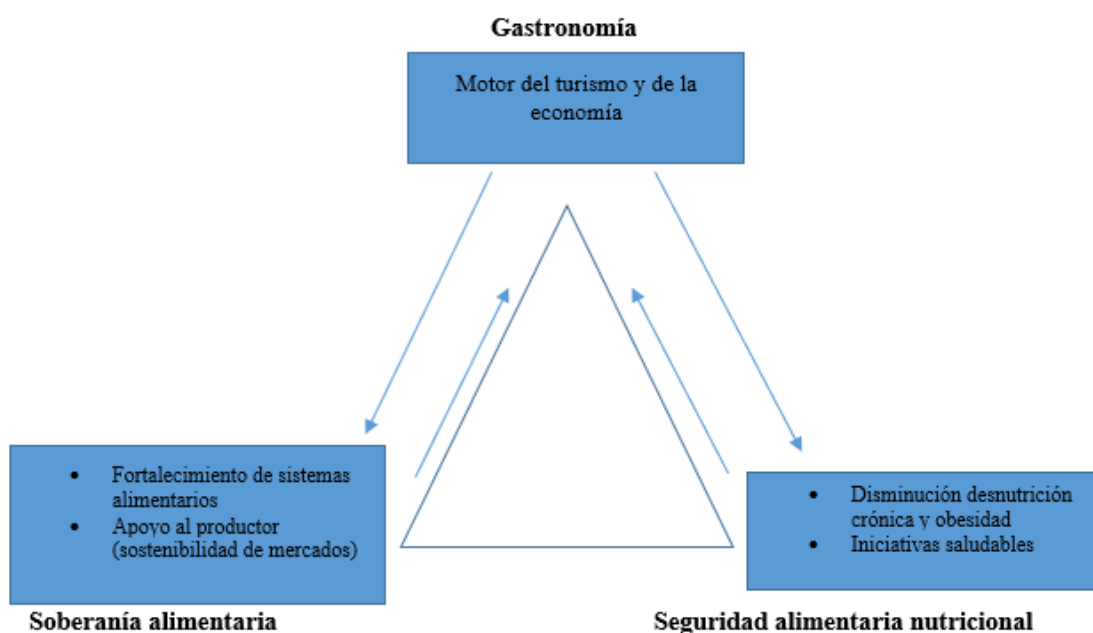 Gastronomía
Motor del turismo y de la
economía
• Fortalecimiento de sistemas
alimentarios
• Apoyo al productor
(sostenibilidad de mercados)
Soberanía alimentaria
• Disminución desnutrición
crónica y obesidad
• Iniciativas saludables
Seguridad alimentaria nutricional